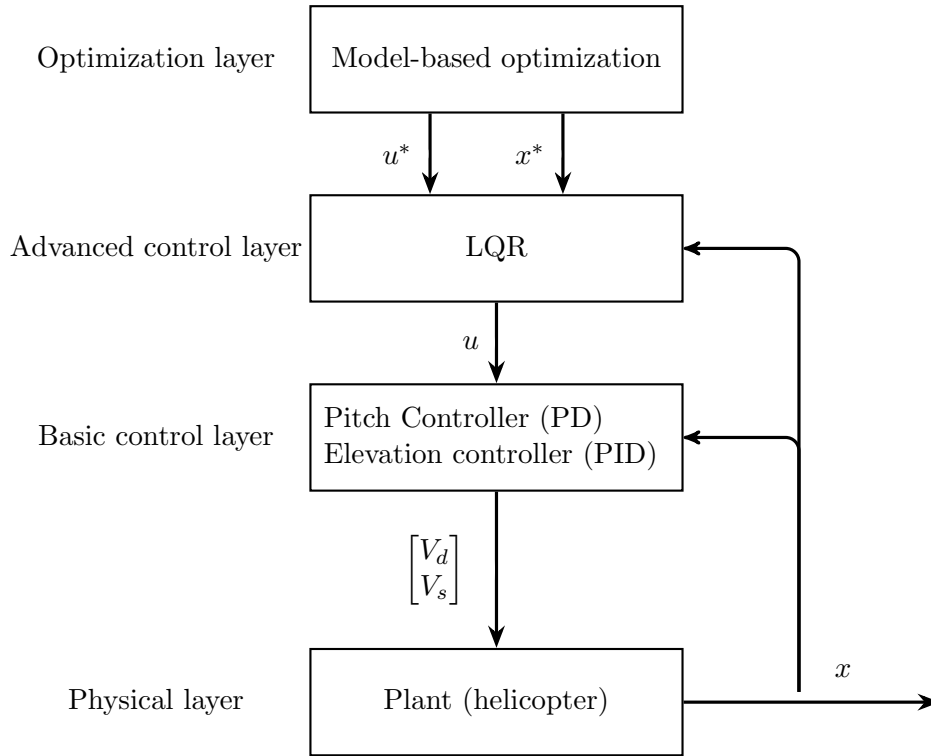 Optimization layer
Model-based optimization
u*
x*
Advanced control layer
LQR
u
Basic control layer
Pitch Controller (PD)
Elevation controller (PID)
[V_d
V_s]
Physical layer
Plant (helicopter)
x